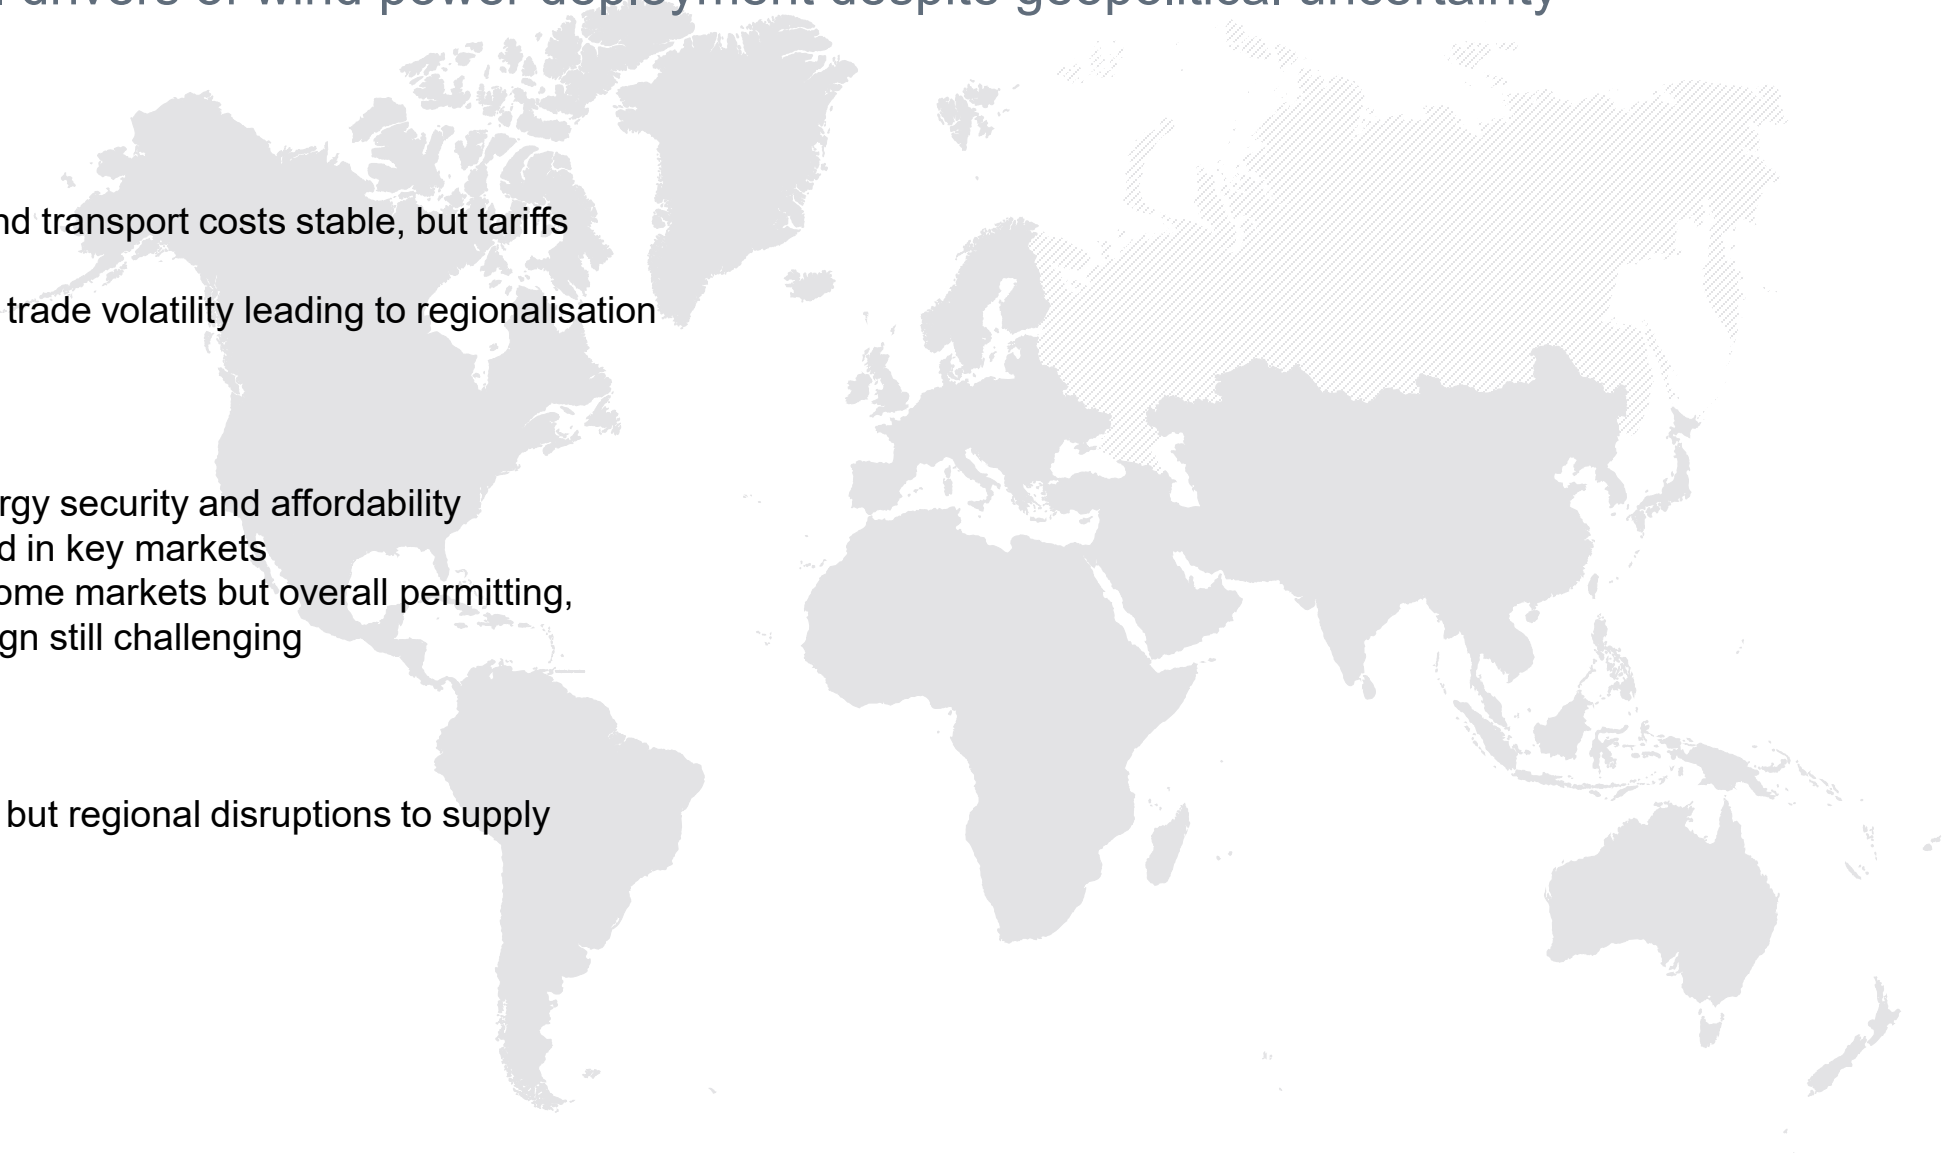 drivers of wind power deployment despite geopolitical uncertainty
nd transport costs stable, but tariffs
trade volatility leading to regionalisation
rgy security and affordability
d in key markets
ome markets but overall permitting,
gn still challenging
but regional disruptions to supply